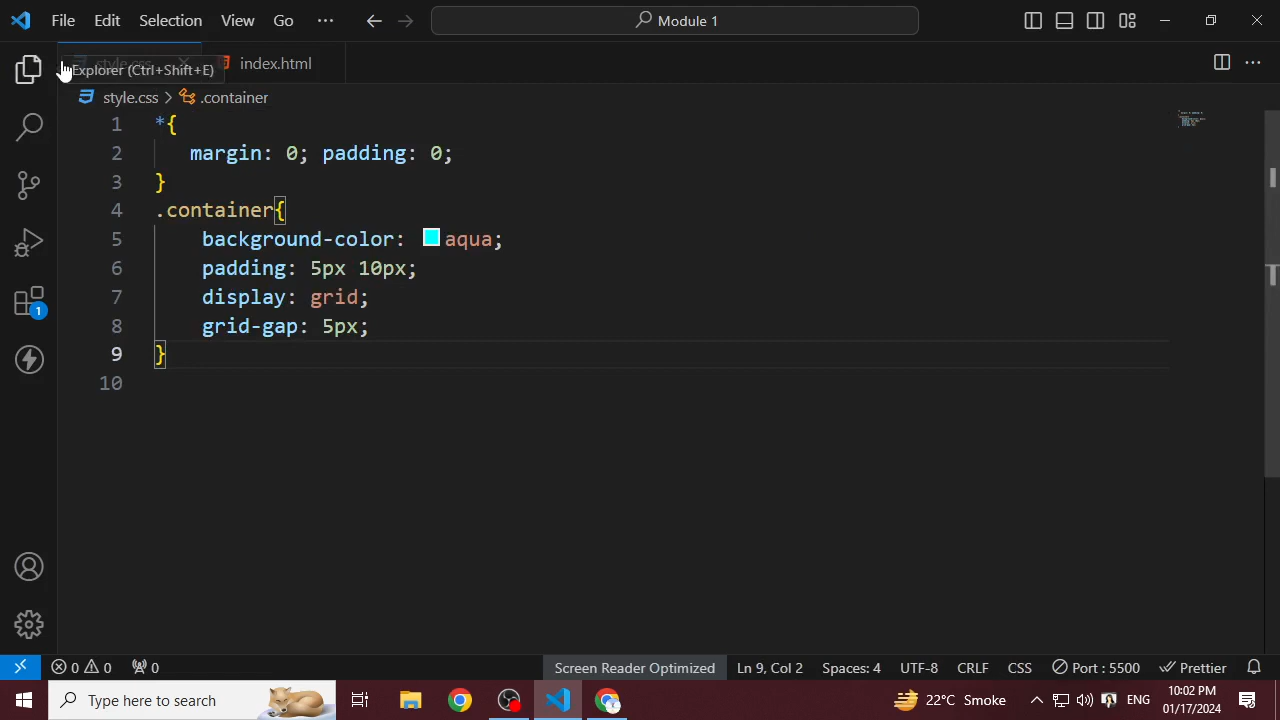 File Edit Selection View Go ··· Module 1
style.css index.html
Explorer (Ctrl+Shift+E)
style.css > .container
1 *{
2 margin: 0; padding: 0;
3 }
4 .container{
5 background-color: aqua;
6 padding: 5px 10px;
7 display: grid;
8 grid-gap: 5px;
9 }
10
1
0 0 0 Screen Reader Optimized Ln 9, Col 2 Spaces: 4 UTF-8 CRLF CSS Port : 5500 Prettier
Type here to search 22°C Smoke ENG 10:02 PM
01/17/2024